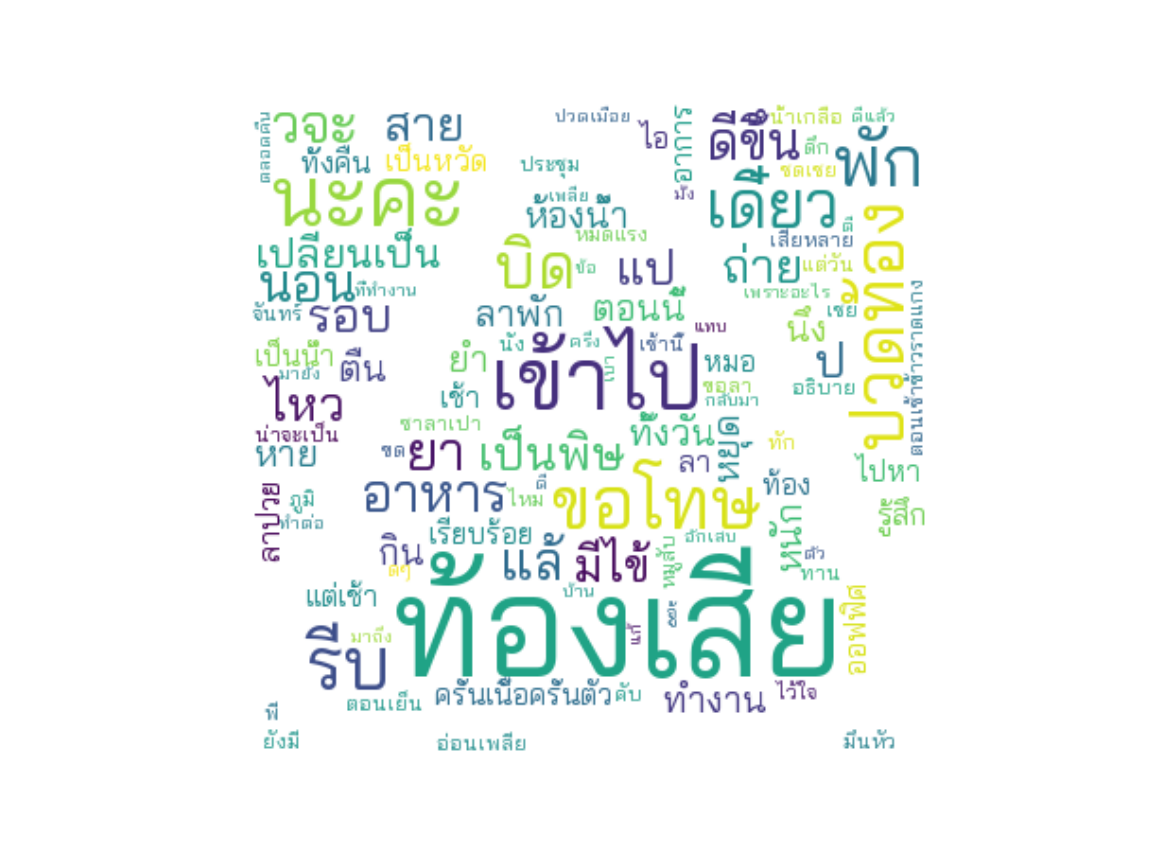 ตลอดคืน
วจะ
สาย
ปวดเมื่อย
ไอ
อาการ
ดีขึ้น
น้ำเกลือ
ดีแล้ว
ทั้งคืน
เป็นหวัด
ประชุม
ดึก
พัก
ชดเชย
นะคะ
เพลีย
มั้ง
เดี๋ยว
ห้องน้ำ
ดี
ปวดท้อง
เปลี่ยนเป็น
หมดแรง
เสียหลาย
บิด
ข้อ
แป
ถ่าย
แต่วัน
นอน
ที่ทำงาน
เพราะอะไร
จันทร์
รอบ
ลาพัก
ตอนนี้
เชย
นึง
แทบ
ตอนเช้าข้าวราดแกง
เป็นน้ำ
ตื่น
ยำ
นั่ง
ครึ่ง
เช้านี้
เบา
หมอ
ป
มายัง
เข้าไป
ขอลา
อธิบาย
ไหว
เช้า
กลับมา
น่าจะเป็น
ซาลาเปา
ทั้งวัน
หยุด
ทัก
หาย
ขด
ยา
เป็นพิษ
ลา
ไปหา
ลาป่วย
ภูมิ
อาหาร
ไหม
ดี
ขอโทษ
ท้อง
รู้สึก
ทำต่อ
เรียบร้อย
อักเสบ
หนัก
กิน
แล้
มีไข้
หมูสับ
ตัว
ทาน
ดๆ
แต่เช้า
บ้าน
ออฟฟิศ
ท้องเสีย
รีบ
มาถึง
แก้
ตอนเย็น
ครั่นเนื้อครั่นตัว
คับ
ทำงาน
ไว้ใจ
พี่
ยังมี
อ่อนเพลีย
มึนหัว